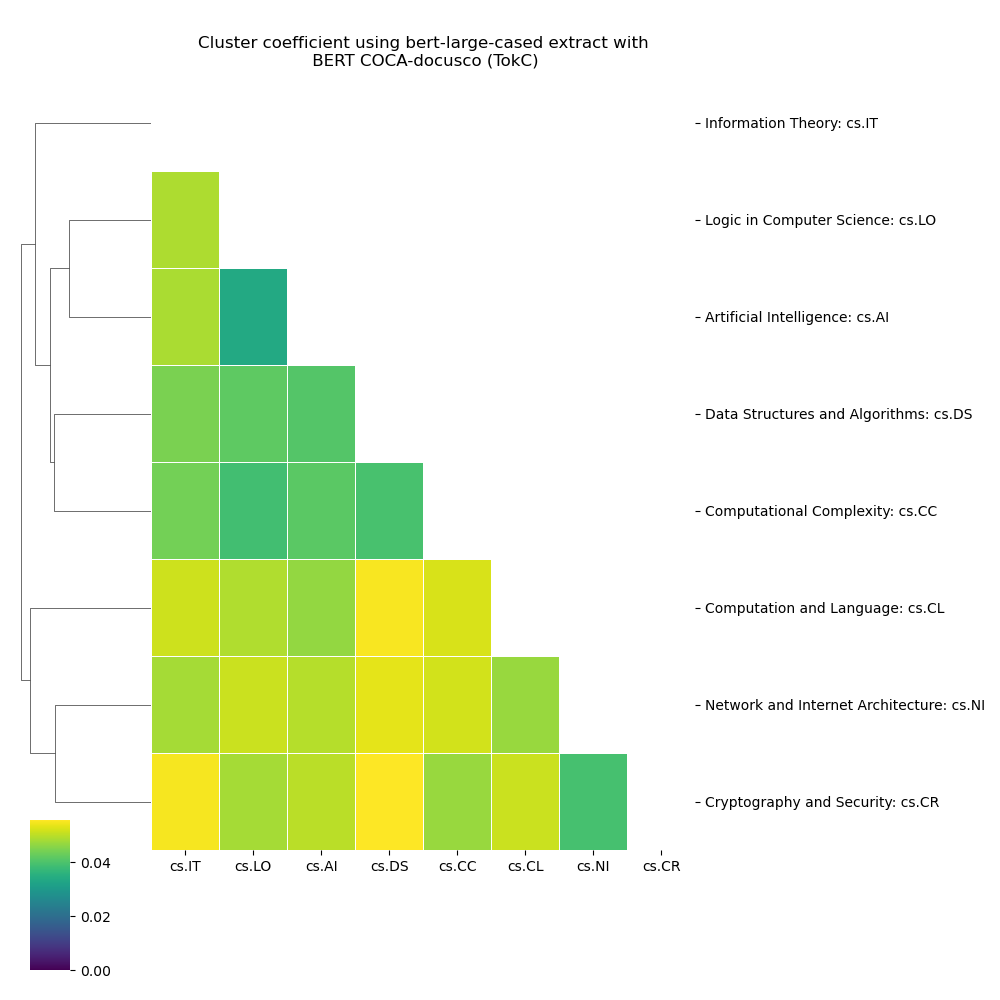 Cluster coefficient using bert-large-cased extract with
BERT COCA-docusco (TokC)
Information Theory: cs.IT
Logic in Computer Science: cs.LO
Artificial Intelligence: cs.AI
Data Structures and Algorithms: cs.DS
Computational Complexity: cs.CC
Computation and Language: cs.CL
Network and Internet Architecture: cs.NI
Cryptography and Security: cs.CR
cs.IT cs.LO cs.AI cs.DS cs.CC cs.CL cs.NI cs.CR
0.04
0.02
0.00